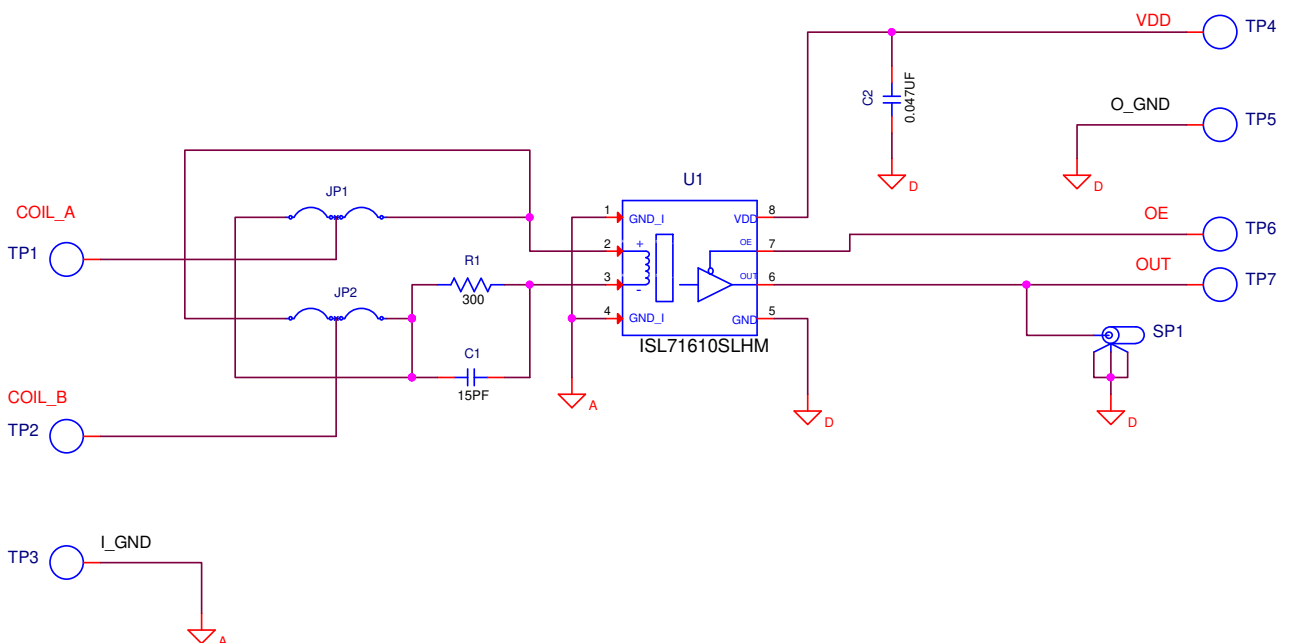 VDD
TP4
C2
0.047UF
D
O_GND
TP5
D
COIL_A
TP1
JP1
JP2
R1
300
C1
15PF
COIL_B
TP2
U1
1
GND_I
2
+
3
-
4
GND_I
VDD
8
OE
7
OUT
6
GND
5
ISL71610SLHM
A
D
OE
TP6
OUT
TP7
SP1
D
TP3
I_GND
A